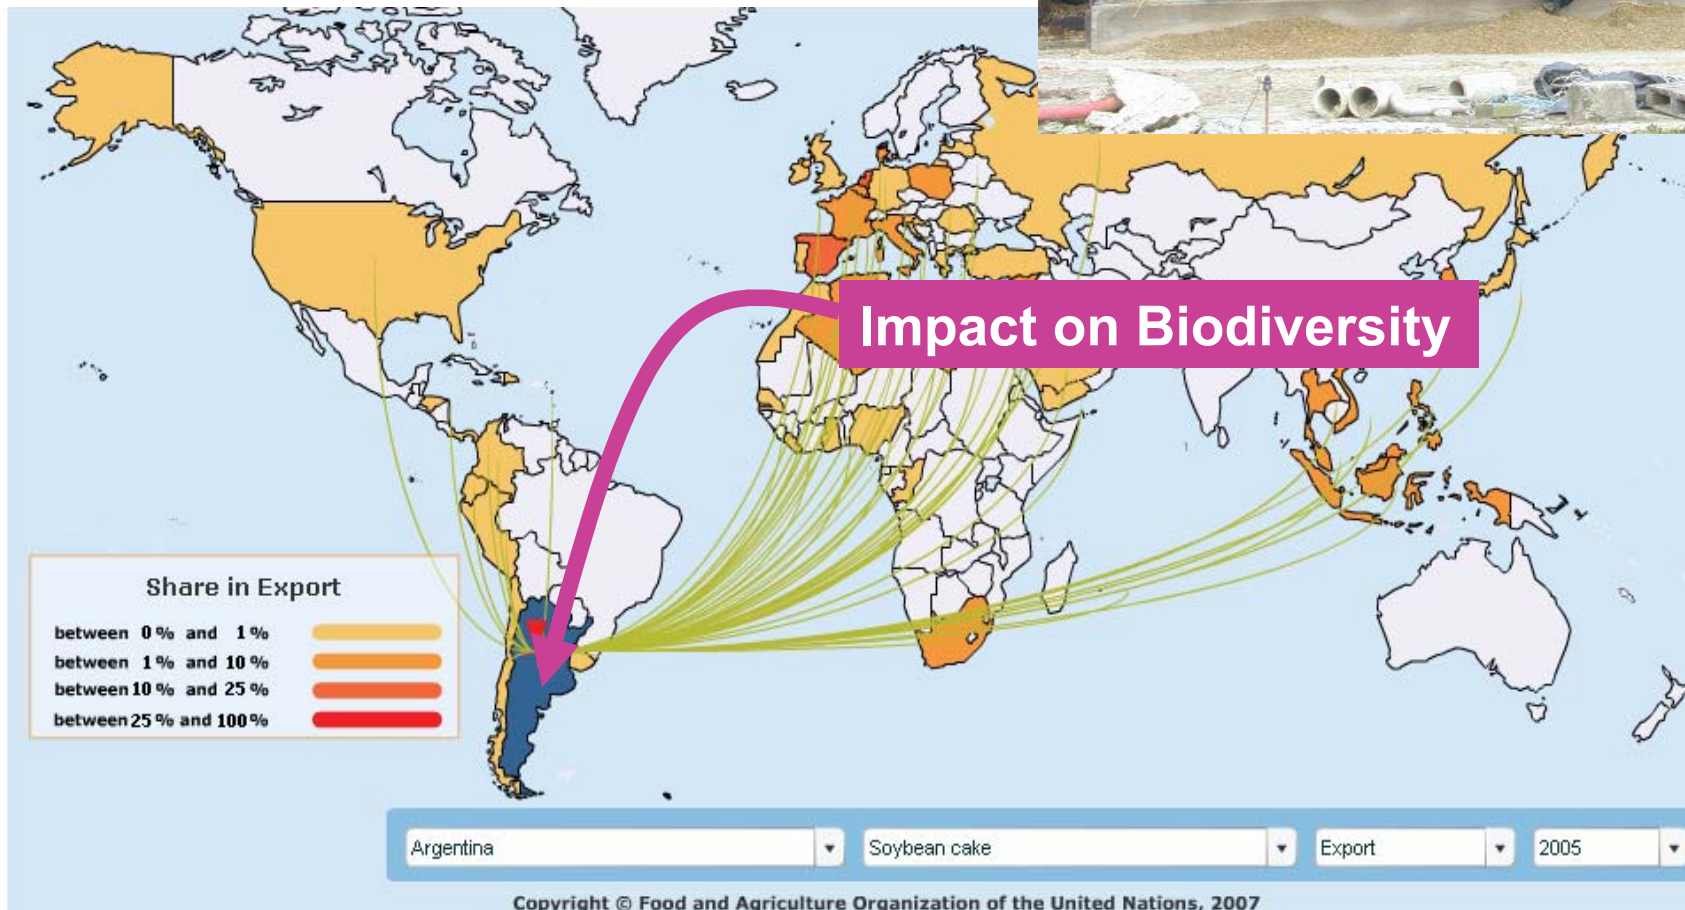 Impact on Biodiversity
Share in Export
between 0 % and 1 %
between 1 % and 10 %
between 10 % and 25 %
between 25 % and 100 %
Argentina
Soybean cake
Export
2005
Copyright © Food and Agriculture Organization of the United Nations, 2007